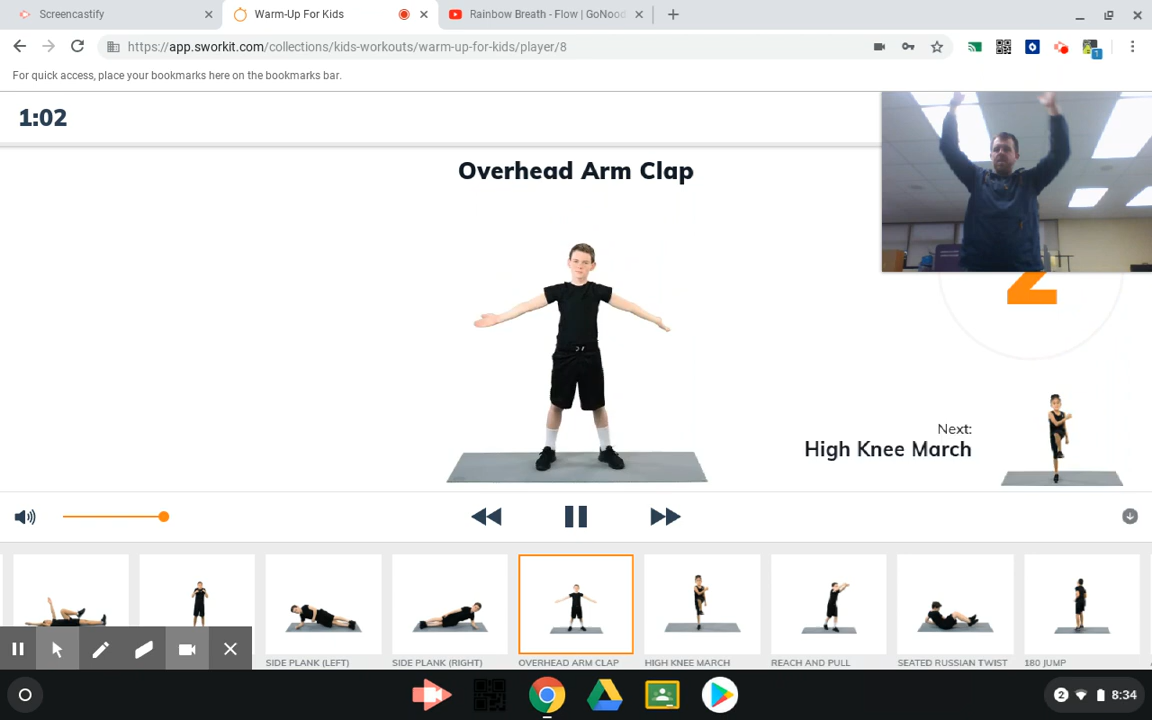 Screencastify
Warm-Up For Kids
Rainbow Breath - Flow | GoNood
https://app.sworkit.com/collections/kids-workouts/warm-up-for-kids/player/8
1
For quick access, place your bookmarks here on the bookmarks bar.
1:02
Overhead Arm Clap
2
Next:
High Knee March
SIDE PLANK (LEFT)
SIDE PLANK (RIGHT)
OVERHEAD ARM CLAP
HIGH KNEE MARCH
REACH AND PULL
SEATED RUSSIAN TWIST
180 JUMP
2
8:34